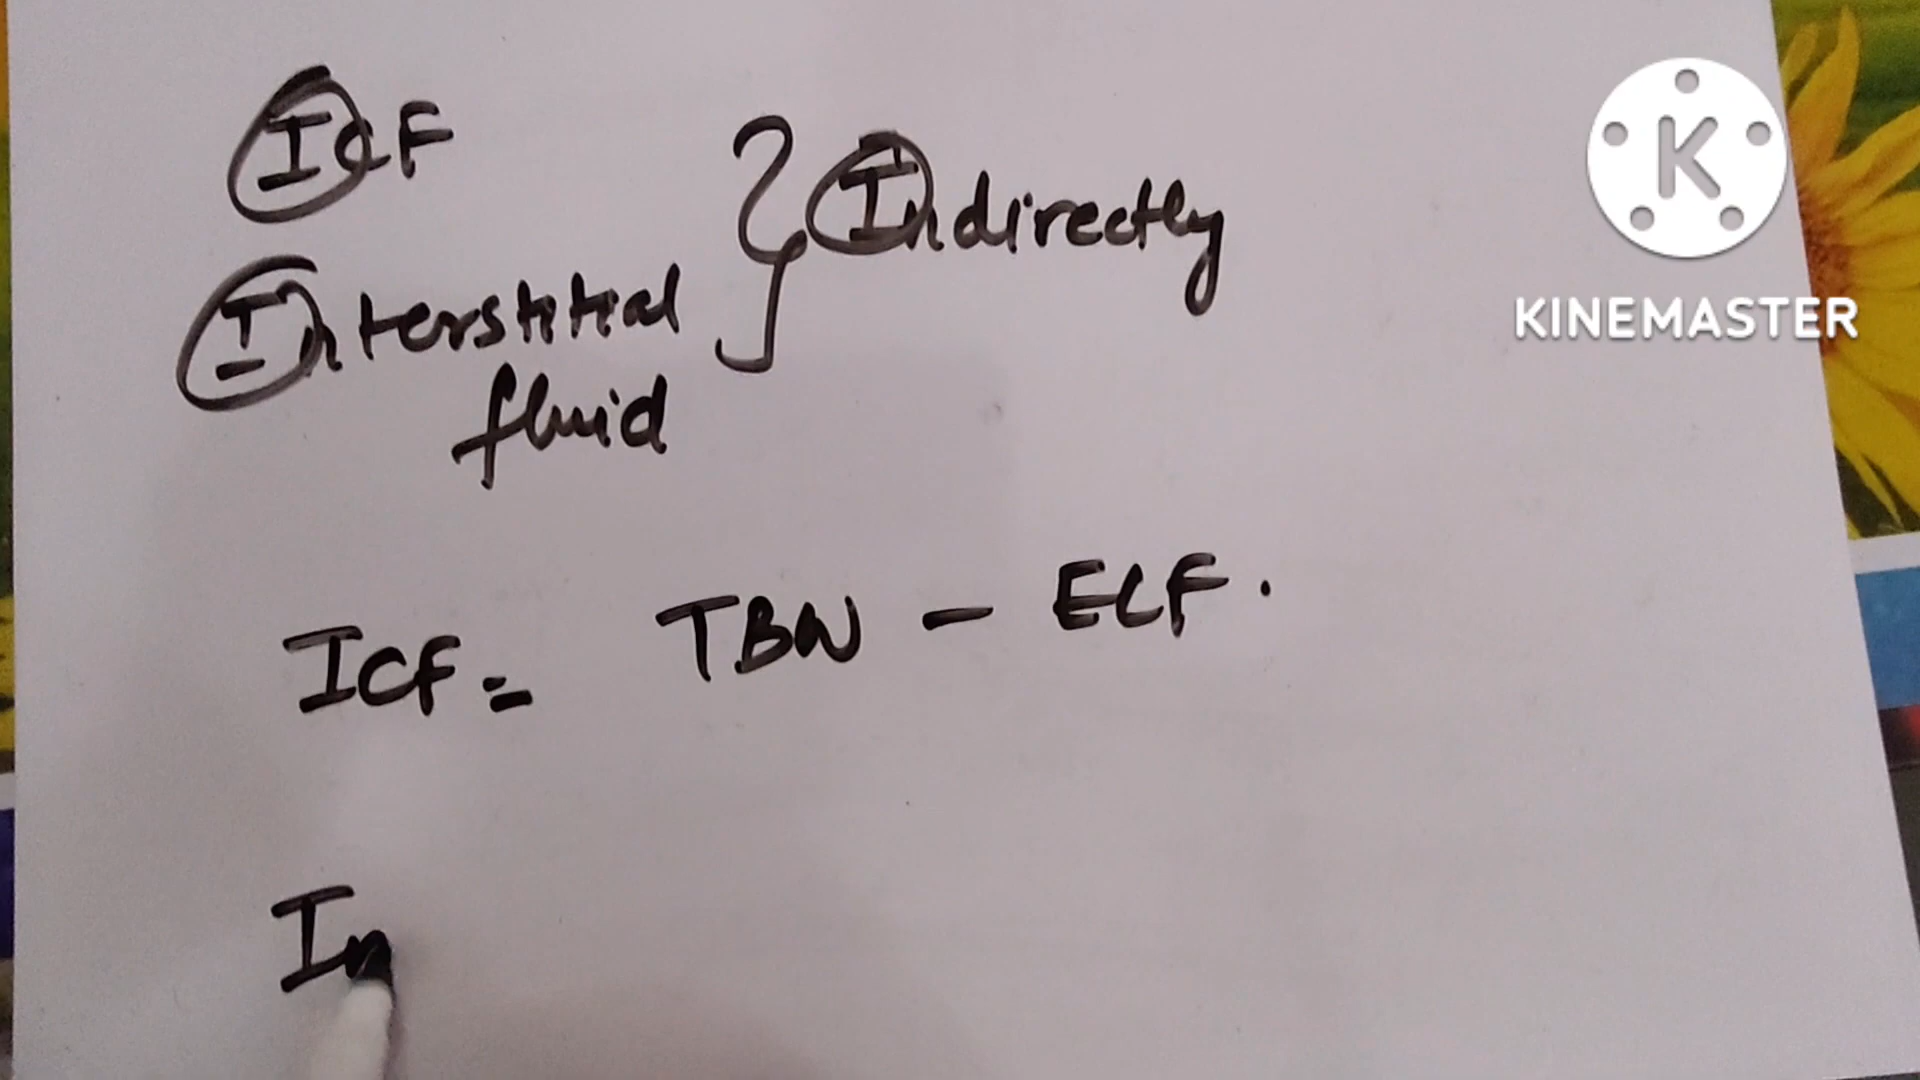 ICF
Indirectly
Interstitial
fluid
ICF = TBW - ECF.
In
K
KINEMASTER